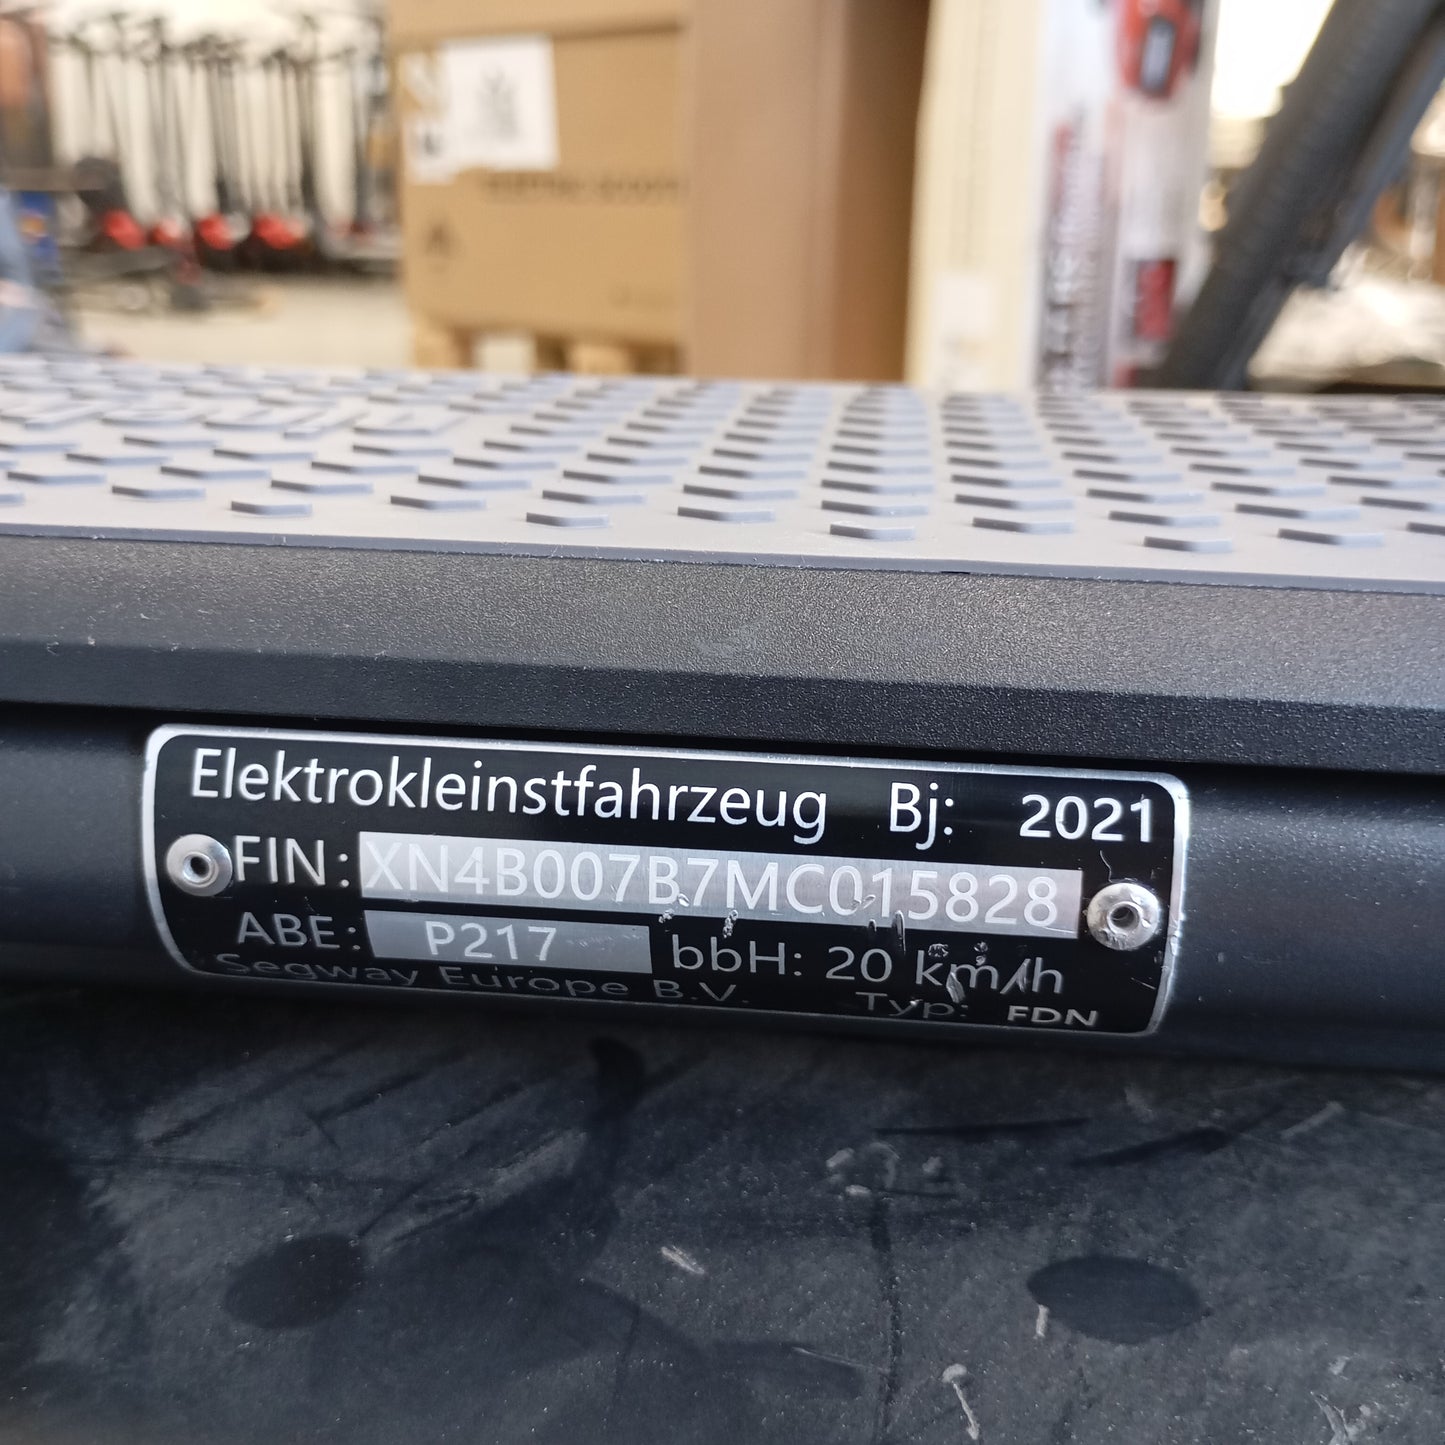 Elektrokleinstfahrzeug Bj: 2021
FIN: XN4B007B7MC015828
ABE: P217 bbH: 20 km/h
Segway Europe B.V. Typ: FDN